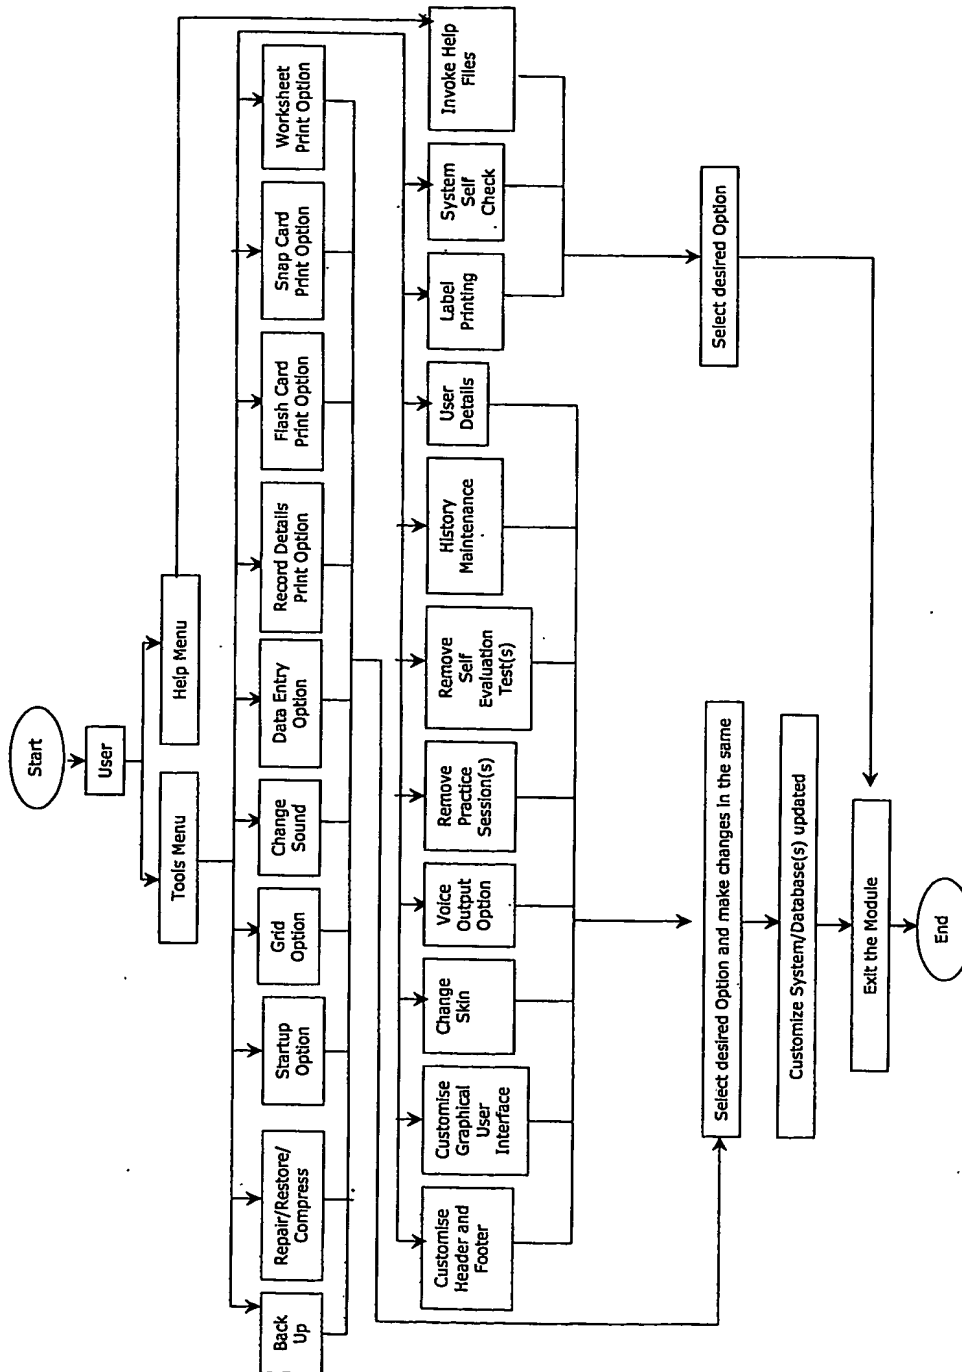 Start
User
Tools Menu
Help Menu
Back
Up
Repair/Restore/
Compress
Startup
Option
Grid
Option
Change
Sound
Data Entry
Option
Record Details
Print Option
Flash Card
Print Option
Snap Card
Print Option
Worksheet
Print Option
Customise
Header and
Footer
Customise
Graphical
User
Interface
Change
Skin
Voice
Output
Option
Remove
Practice
Session(s)
Remove
Self
Evaluation
Test(s)
History
Maintenance
User
Details
Label
Printing
System
Self
Check
Invoke Help
Files
Select desired Option and make changes in the same
Select desired Option
Customize System/Database(s) updated
Exit the Module
End